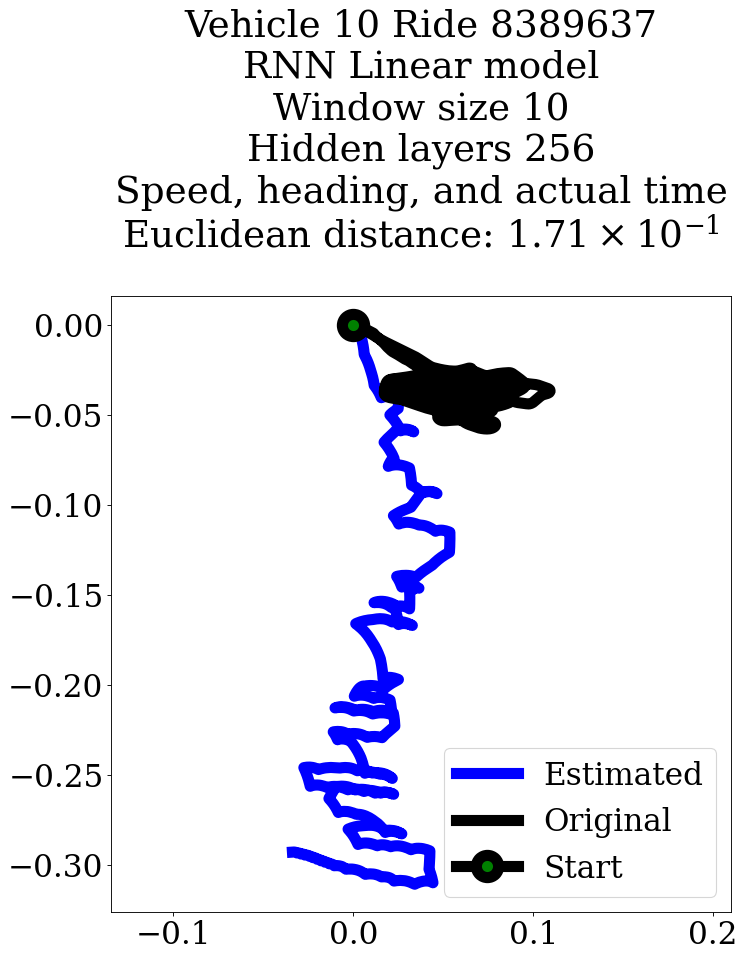 Vehicle 10 Ride 8389637
RNN Linear model
Window size 10
Hidden layers 256
Speed, heading, and actual time
Euclidean distance: 1.71 × 10⁻¹
0.00
−0.05
−0.10
−0.15
−0.20
−0.25
−0.30
Estimated
Original
Start
−0.1 0.0 0.1 0.2